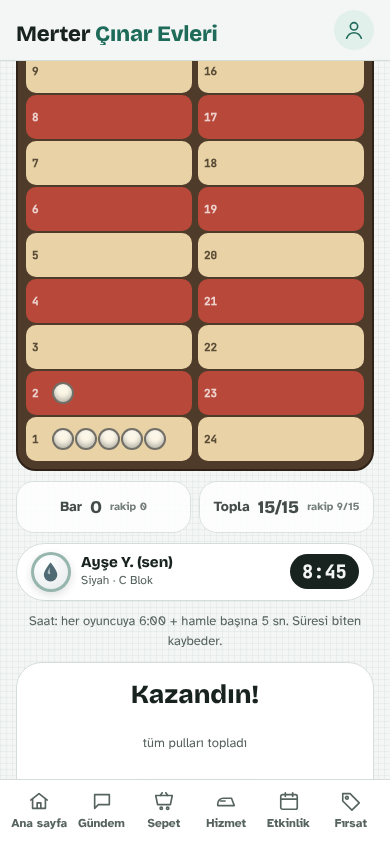 Merter Çınar Evleri
9 16
8 17
7 18
6 19
5 20
4 21
3 22
2 23
1 24
Bar 0 rakip 0
Topla 15/15 rakip 9/15
Ayşe Y. (sen)
Siyah · C Blok
8:45
Saat: her oyuncuya 6:00 + hamle başına 5 sn. Süresi biten
kaybeder.
Kazandın!
tüm pulları topladı
Ana sayfa Gündem Sepet Hizmet Etkinlik Fırsat